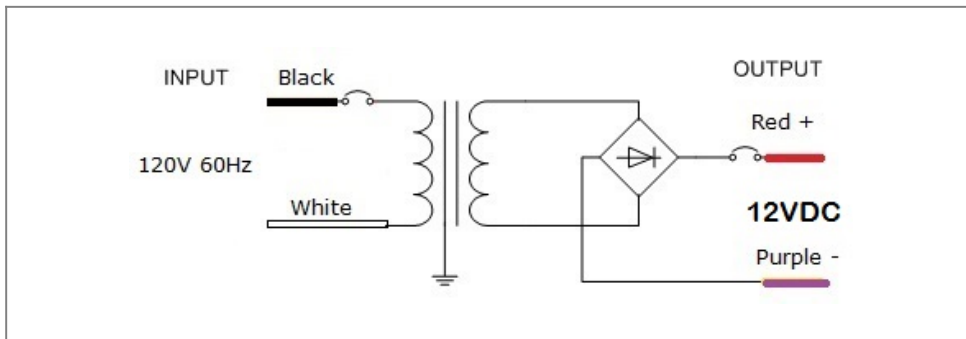 INPUT
Black
OUTPUT
Red +
120V 60Hz
White
12VDC
Purple -